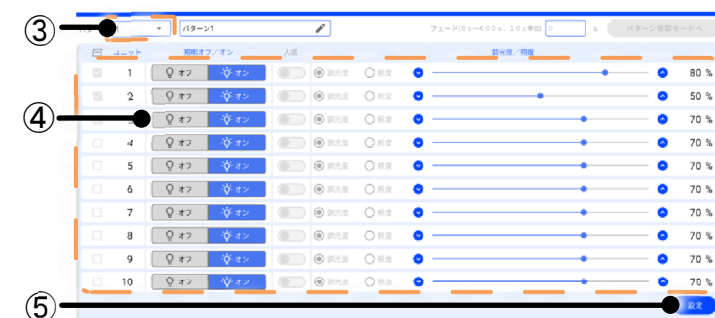 ③ パターン1 フェード(0s~600s、10s単位) 0 s パターン複製モードへ
ユニット 照明オフ/オン 人感 調光度/照度
1 オフ オン 調光度 照度 80 %
2 オフ オン 調光度 照度 50 %
④ 3 オフ オン 調光度 照度 70 %
4 オフ オン 調光度 照度 70 %
5 オフ オン 調光度 照度 70 %
6 オフ オン 調光度 照度 70 %
7 オフ オン 調光度 照度 70 %
8 オフ オン 調光度 照度 70 %
9 オフ オン 調光度 照度 70 %
10 オフ オン 調光度 照度 70 %
⑤ 設定